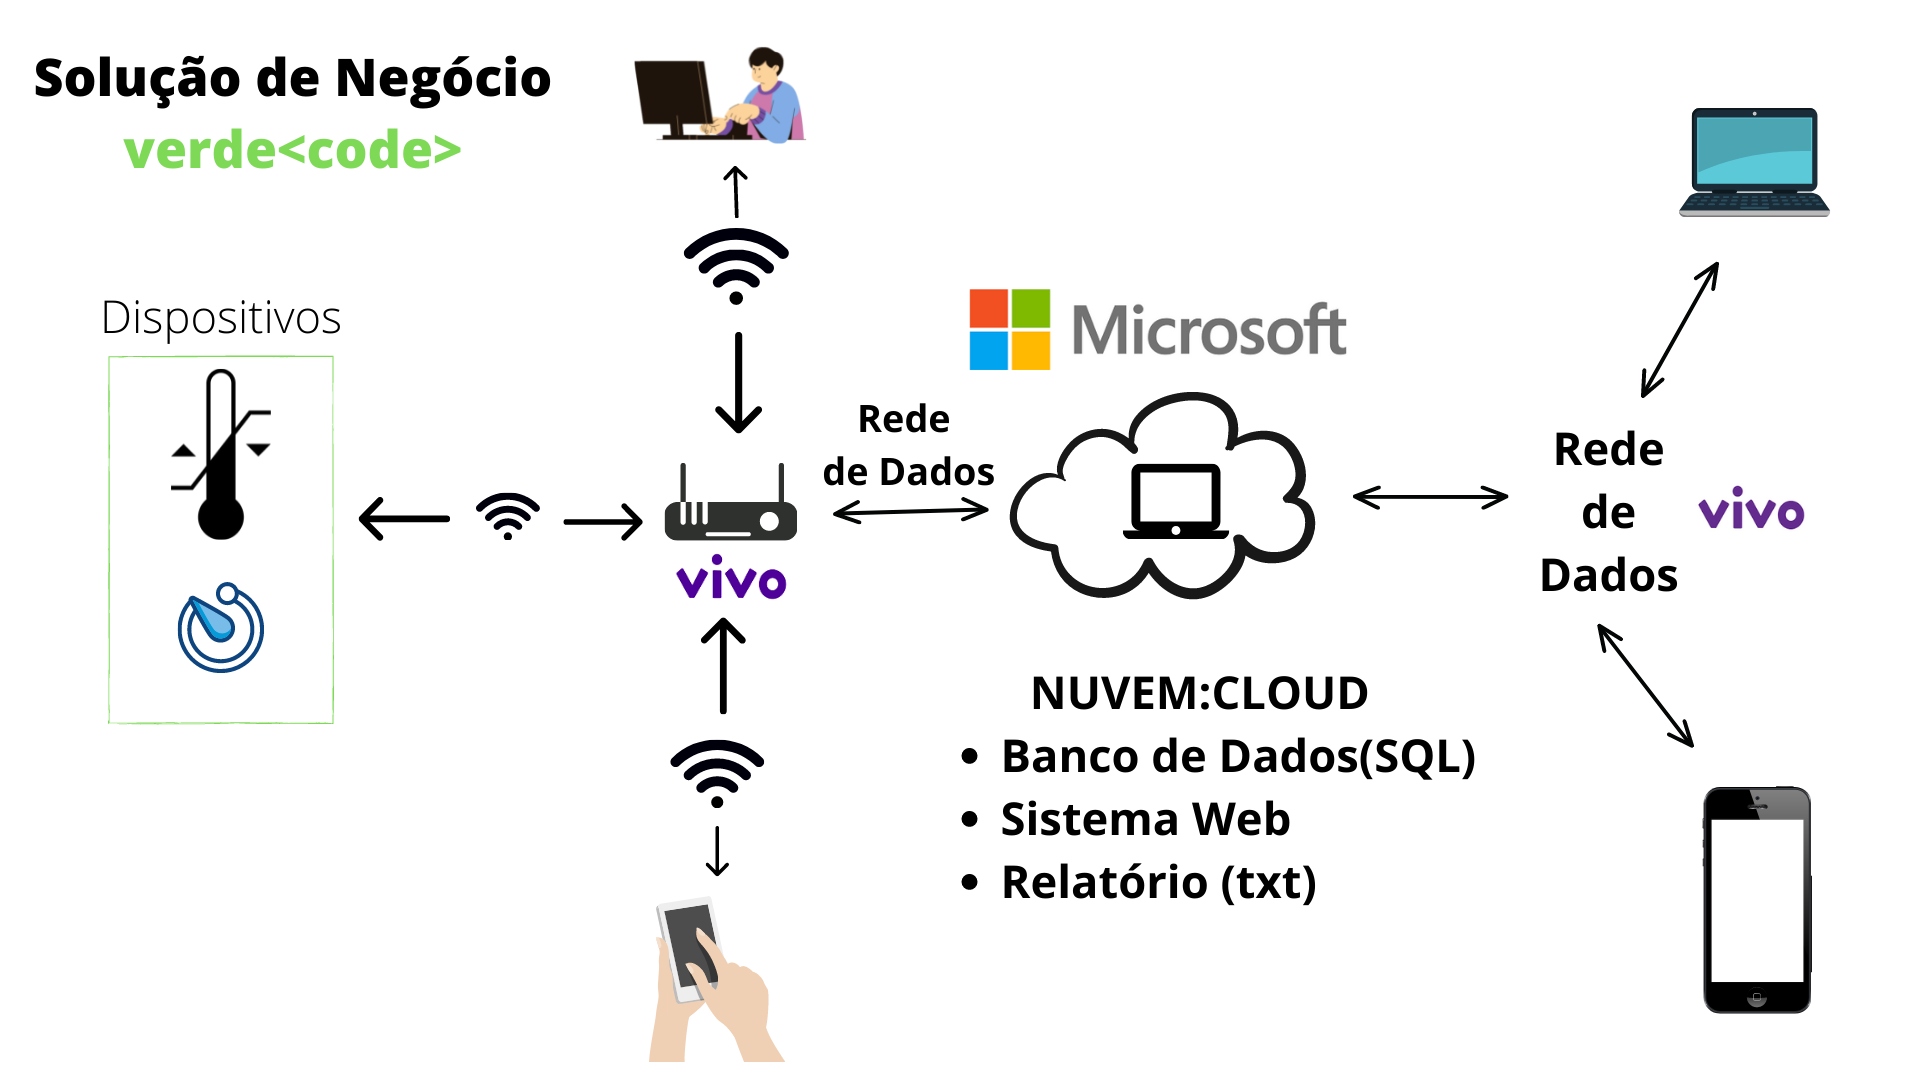 Solução de Negócio
verde<code>
Dispositivos
Microsoft
Rede
de Dados
vivo
Rede
de
Dados
vivo
NUVEM:CLOUD
• Banco de Dados(SQL)
• Sistema Web
• Relatório (txt)